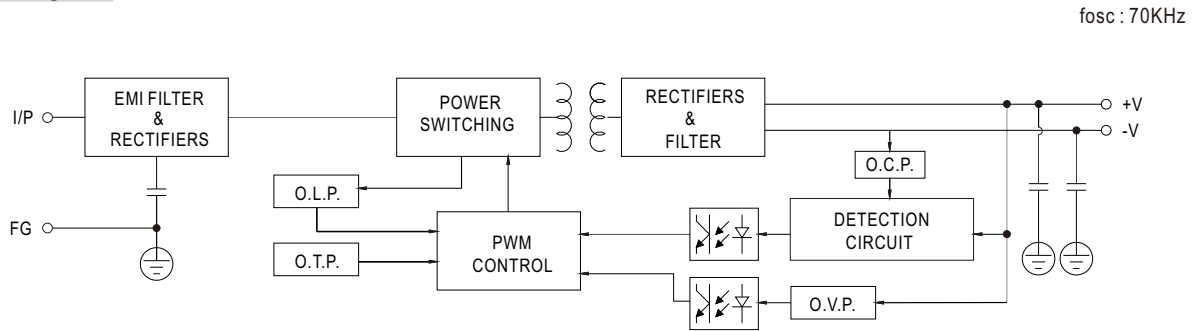 fosc : 70KHz
I/P
EMI FILTER
&
RECTIFIERS
POWER
SWITCHING
RECTIFIERS
&
FILTER
+V
-V
O.C.P.
O.L.P.
FG
PWM
CONTROL
DETECTION
CIRCUIT
O.T.P.
O.V.P.